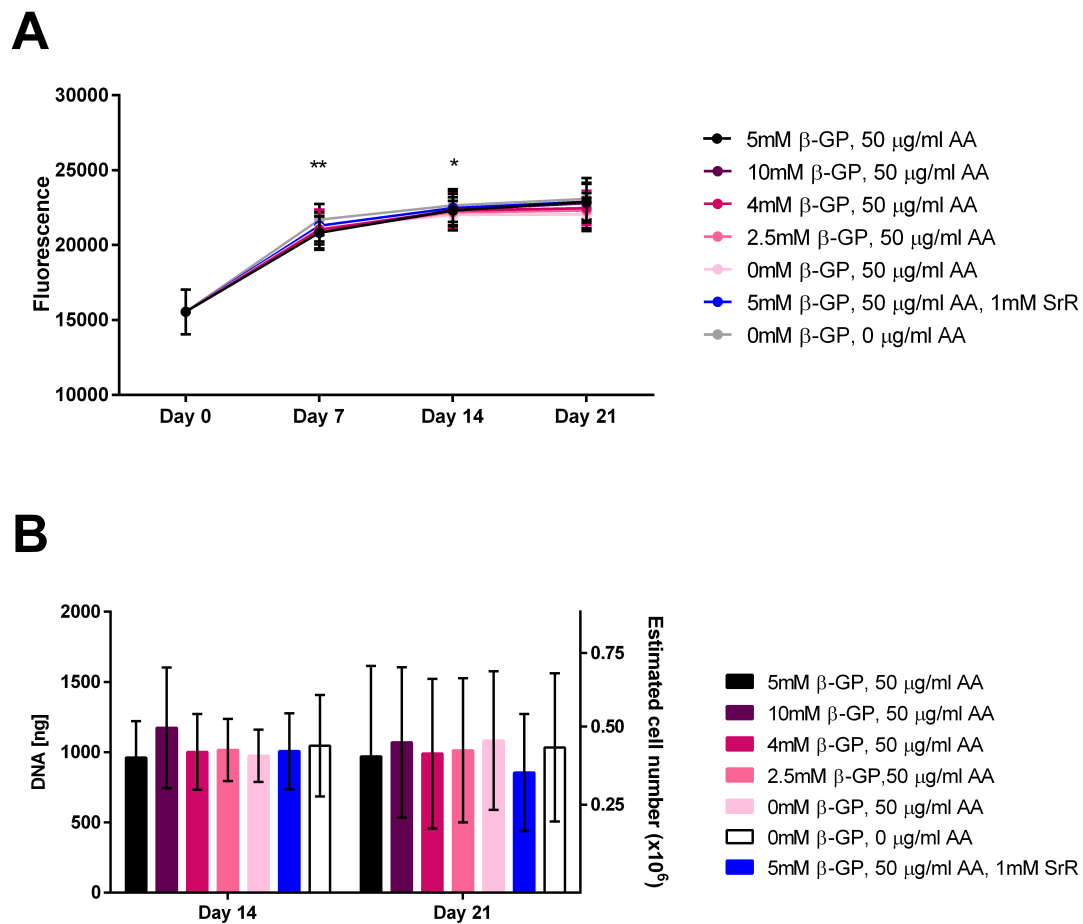 A
30000
25000
20000
15000
10000
Fluorescence
**
*
Day 0
Day 7
Day 14
Day 21
5mM β-GP, 50 μg/ml AA
10mM β-GP, 50 μg/ml AA
4mM β-GP, 50 μg/ml AA
2.5mM β-GP, 50 μg/ml AA
0mM β-GP, 50 μg/ml AA
5mM β-GP, 50 μg/ml AA, 1mM SrR
0mM β-GP, 0 μg/ml AA
B
2000
1500
1000
500
0
DNA [ng]
Day 14
Day 21
0.75
0.50
0.25
Estimated cell number (x10⁶)
5mM β-GP, 50 μg/ml AA
10mM β-GP, 50 μg/ml AA
4mM β-GP, 50 μg/ml AA
2.5mM β-GP,50 μg/ml AA
0mM β-GP, 50 μg/ml AA
0mM β-GP, 0 μg/ml AA
5mM β-GP, 50 μg/ml AA, 1mM SrR